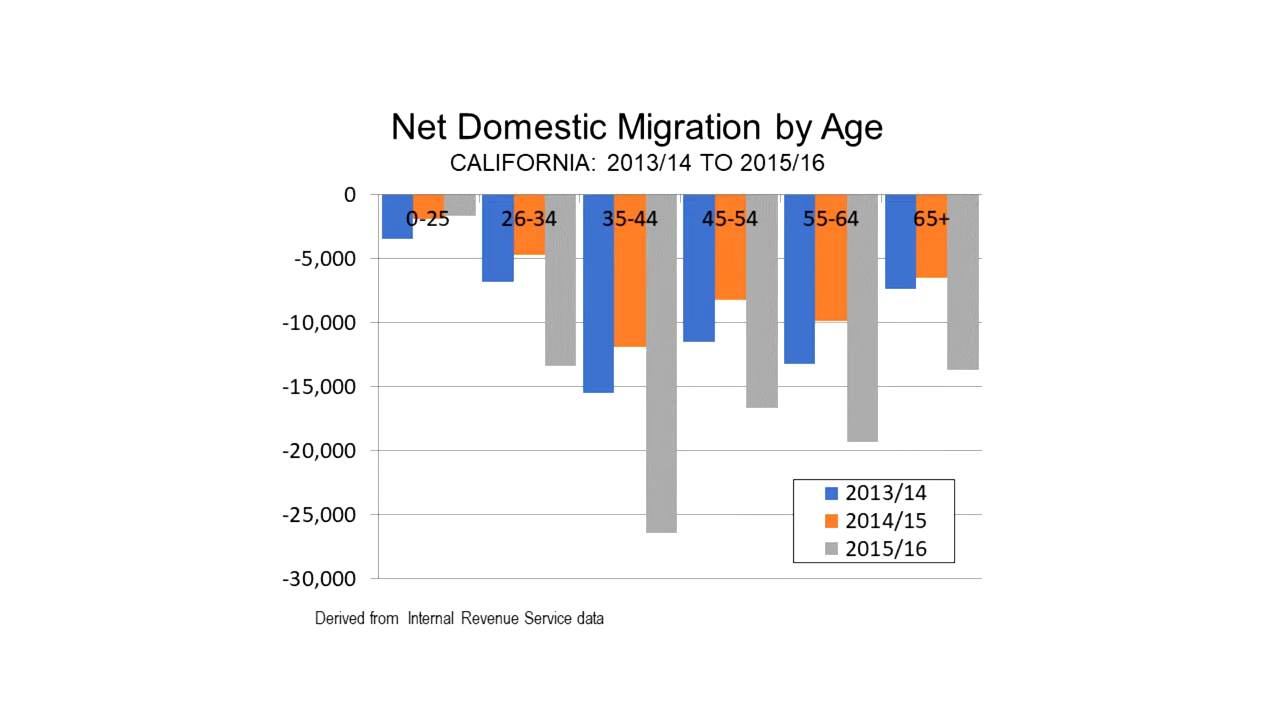 Net Domestic Migration by Age
CALIFORNIA: 2013/14 TO 2015/16
0
-5,000
-10,000
-15,000
-20,000
-25,000
-30,000
0-25 26-34 35-44 45-54 55-64 65+
2013/14
2014/15
2015/16
Derived from Internal Revenue Service data